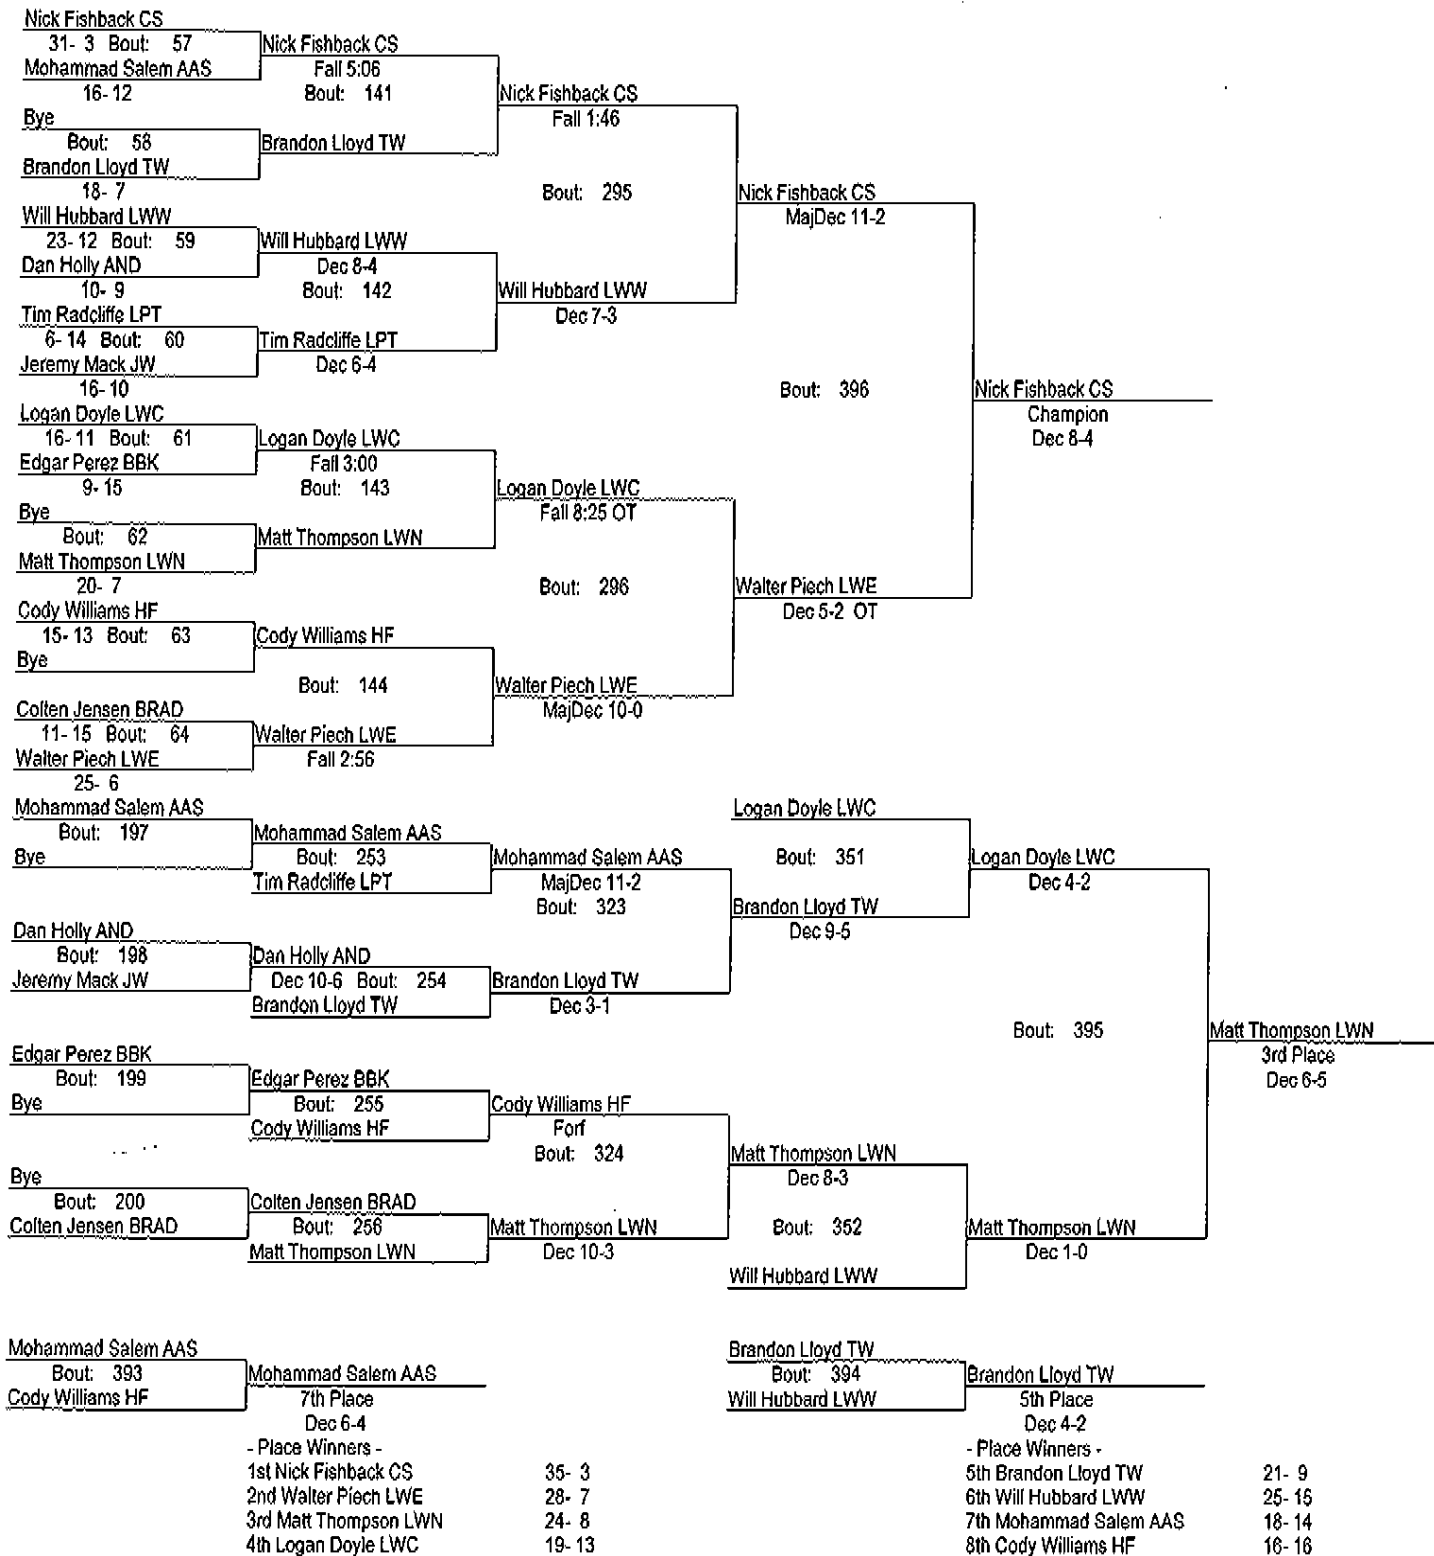 Nick Fishback CS
31- 3 Bout: 57
Mohammad Salem AAS
16- 12
Bye
Bout: 58
Brandon Lloyd TW
18- 7
Will Hubbard LWW
23- 12 Bout: 59
Dan Holly AND
10- 9
Tim Radcliffe LPT
6- 14 Bout: 60
Jeremy Mack JW
16- 10
Logan Doyle LWC
16- 11 Bout: 61
Edgar Perez BBK
9- 15
Bye
Bout: 62
Matt Thompson LWN
20- 7
Cody Williams HF
15- 13 Bout: 63
Bye
Colten Jensen BRAD
11- 15 Bout: 64
Walter Piech LWE
25- 6
Nick Fishback CS
Fall 5:06
Bout: 141
Brandon Lloyd TW
Will Hubbard LWW
Dec 8-4
Bout: 142
Tim Radcliffe LPT
Dec 6-4
Logan Doyle LWC
Fall 3:00
Bout: 143
Matt Thompson LWN
Cody Williams HF
Bout: 144
Walter Piech LWE
Fall 2:56
Nick Fishback CS
Fall 1:46
Bout: 295
Will Hubbard LWW
Dec 7-3
Logan Doyle LWC
Fall 8:25 OT
Bout: 296
Walter Piech LWE
MajDec 10-0
Nick Fishback CS
MajDec 11-2
Bout: 396
Walter Piech LWE
Dec 5-2 OT
Nick Fishback CS
Champion
Dec 8-4
Mohammad Salem AAS
Bout: 197
Bye
Dan Holly AND
Bout: 198
Jeremy Mack JW
Edgar Perez BBK
Bout: 199
Bye
Bye
Bout: 200
Colten Jensen BRAD
Mohammad Salem AAS
Bout: 253
Tim Radcliffe LPT
Dan Holly AND
Dec 10-6 Bout: 254
Brandon Lloyd TW
Edgar Perez BBK
Bout: 255
Cody Williams HF
Colten Jensen BRAD
Bout: 256
Matt Thompson LWN
Mohammad Salem AAS
MajDec 11-2
Bout: 323
Brandon Lloyd TW
Dec 3-1
Cody Williams HF
Forf
Bout: 324
Matt Thompson LWN
Dec 10-3
Logan Doyle LWC
Bout: 351
Brandon Lloyd TW
Dec 9-5
Matt Thompson LWN
Dec 8-3
Bout: 352
Will Hubbard LWW
Logan Doyle LWC
Dec 4-2
Bout: 395
Matt Thompson LWN
Dec 1-0
Matt Thompson LWN
3rd Place
Dec 6-5
Mohammad Salem AAS
Bout: 393
Cody Williams HF
Mohammad Salem AAS
7th Place
Dec 6-4
Brandon Lloyd TW
Bout: 394
Will Hubbard LWW
Brandon Lloyd TW
5th Place
Dec 4-2
- Place Winners -
1st Nick Fishback CS 35- 3
2nd Walter Piech LWE 28- 7
3rd Matt Thompson LWN 24- 8
4th Logan Doyle LWC 19- 13
- Place Winners -
5th Brandon Lloyd TW 21- 9
6th Will Hubbard LWW 25- 15
7th Mohammad Salem AAS 18- 14
8th Cody Williams HF 16- 16